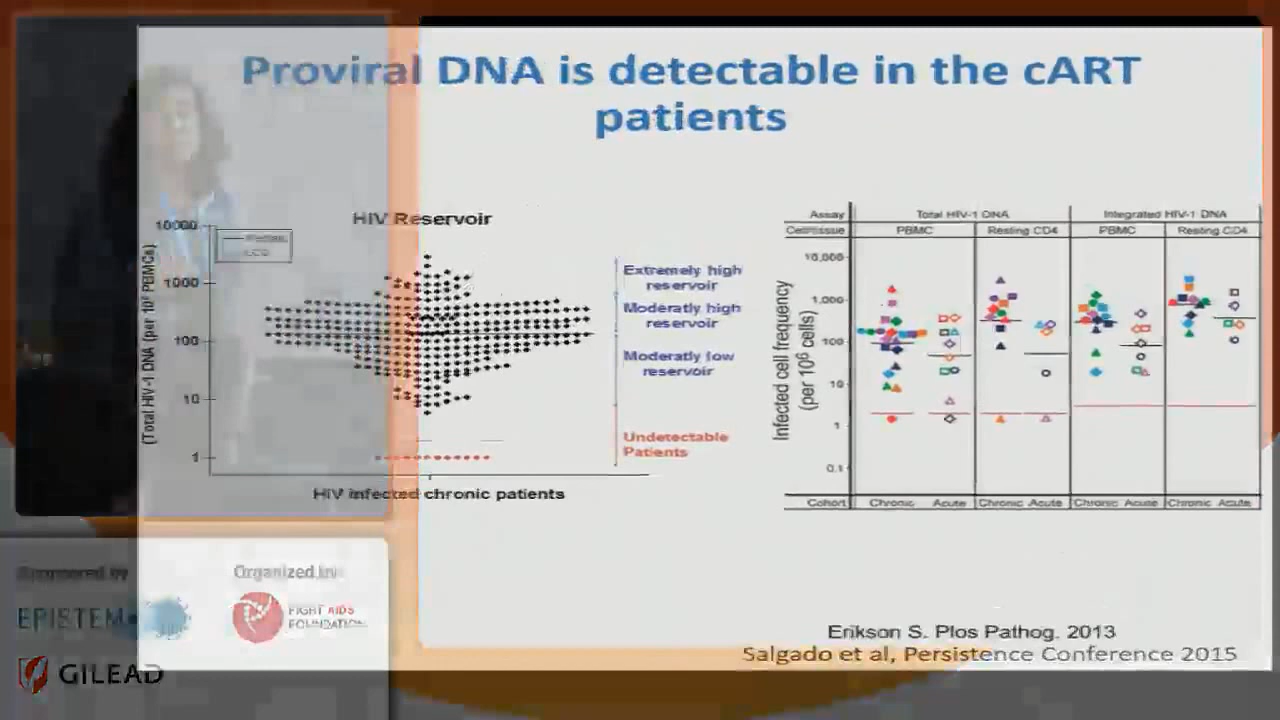 Proviral DNA is detectable in the cART
patients
HIV Reservoir
10000
1000
100
10
1
(Total HIV-1 DNA (per 10⁶ PBMCs)
Median
HIV infected chronic patients
Extremely high
reservoir
Moderatly high
reservoir
Moderatly low
reservoir
Undetectable
Patients
Assay Total HIV-1 DNA Integrated HIV-1 DNA
Cell/tissue PBMC Resting CD4 PBMC Resting CD4
Infected cell frequency
(per 10⁶ cells)
10,000
1,000
100
10
1
0.1
Cohort Chronic Acute Chronic Acute Chronic Acute Chronic Acute
Erikson S. Plos Pathog. 2013
Salgado et al, Persistence Conference 2015
Sponsored by
EPISTEM
GILEAD
Organized by:
FIGHT AIDS
FOUNDATION